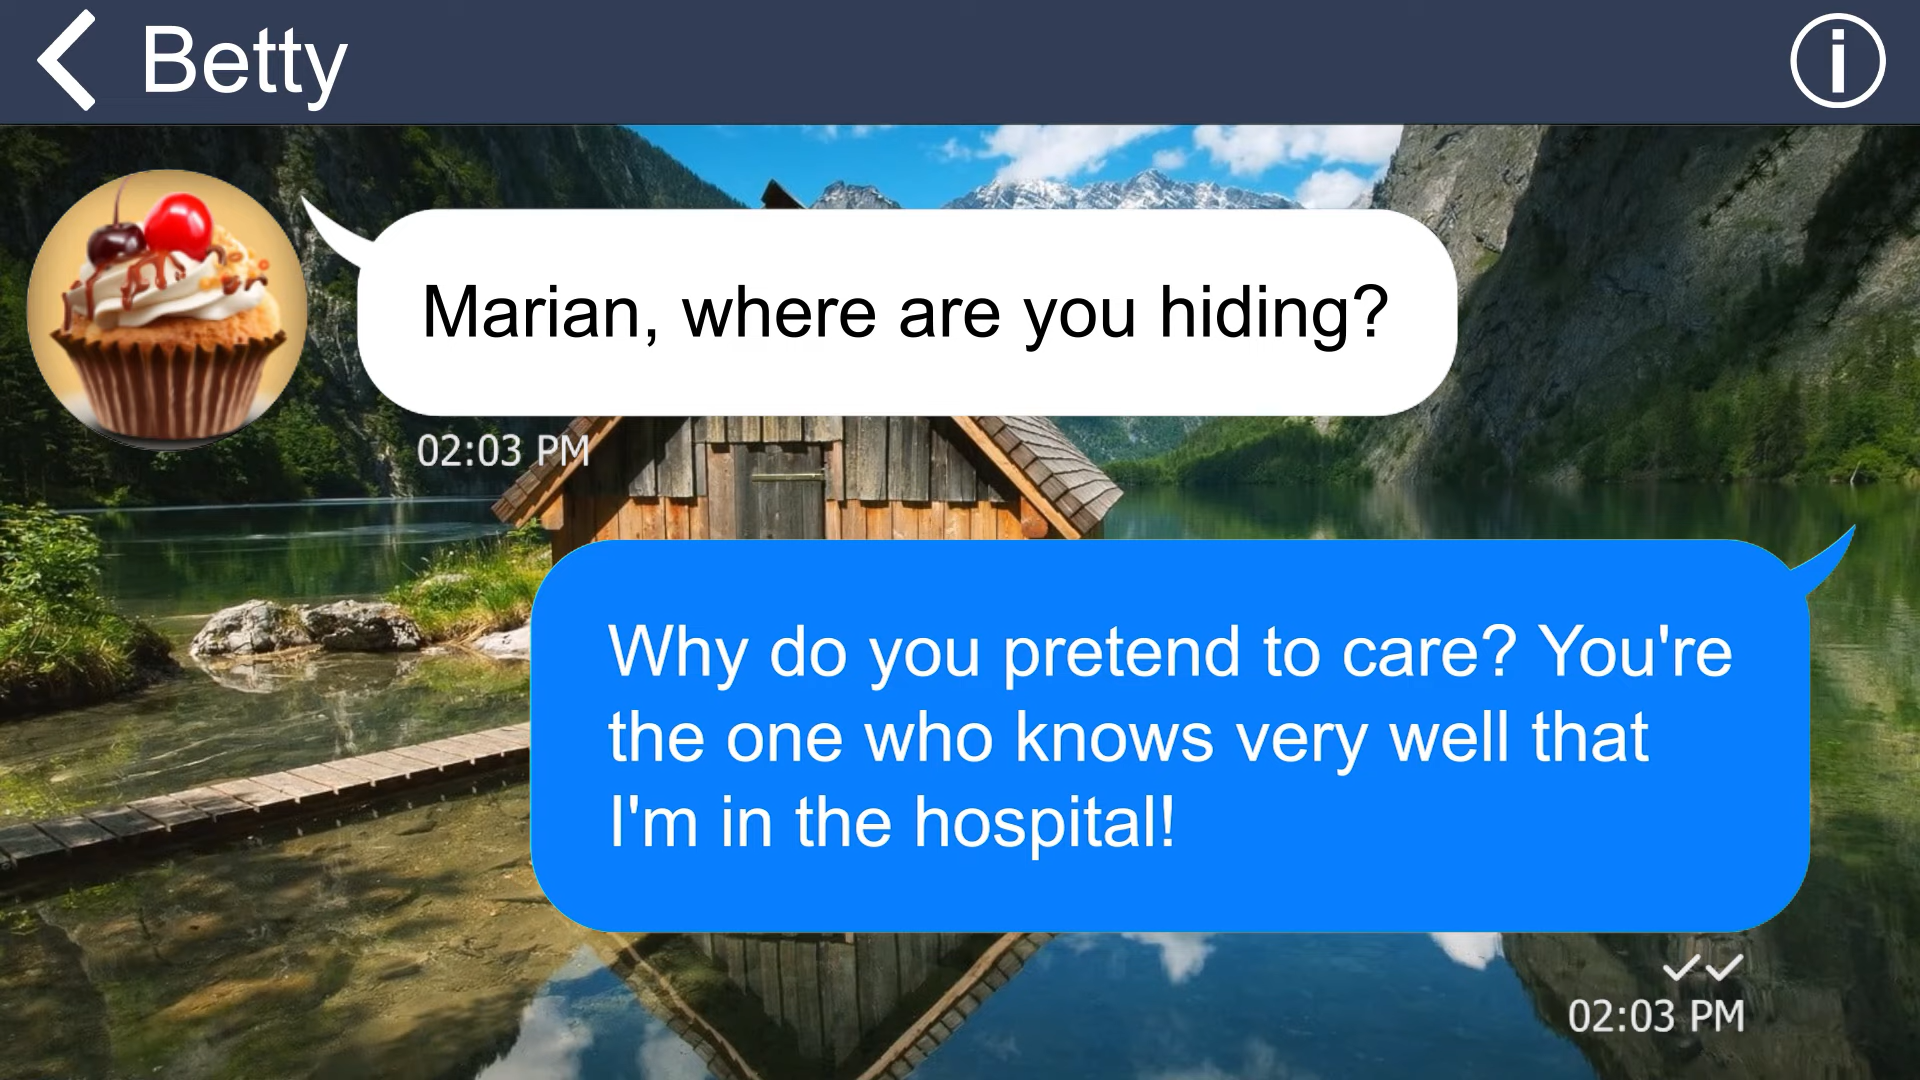 Betty
Marian, where are you hiding?
02:03 PM
Why do you pretend to care? You're
the one who knows very well that
I'm in the hospital!
02:03 PM